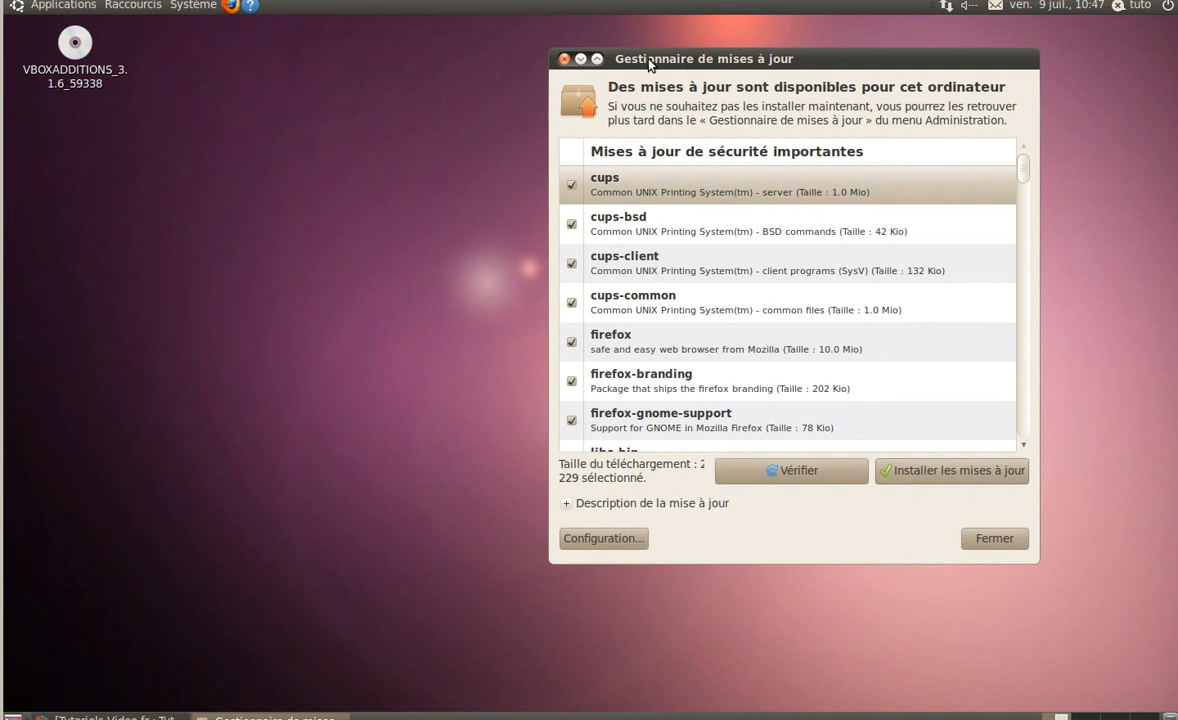 Applications Raccourcis Système
ven. 9 juil., 10:47 tuto
VBOXADDITIONS_3.
1.6_59338
Gestionnaire de mises à jour
Des mises à jour sont disponibles pour cet ordinateur
Si vous ne souhaitez pas les installer maintenant, vous pourrez les retrouver
plus tard dans le « Gestionnaire de mises à jour » du menu Administration.
Mises à jour de sécurité importantes
cups
Common UNIX Printing System(tm) - server (Taille : 1.0 Mio)
cups-bsd
Common UNIX Printing System(tm) - BSD commands (Taille : 42 Kio)
cups-client
Common UNIX Printing System(tm) - client programs (SysV) (Taille : 132 Kio)
cups-common
Common UNIX Printing System(tm) - common files (Taille : 1.0 Mio)
firefox
safe and easy web browser from Mozilla (Taille : 10.0 Mio)
firefox-branding
Package that ships the firefox branding (Taille : 202 Kio)
firefox-gnome-support
Support for GNOME in Mozilla Firefox (Taille : 78 Kio)
Taille du téléchargement : 2
229 sélectionné.
Vérifier
Installer les mises à jour
Description de la mise à jour
Configuration...
Fermer
[Tutoriels Video.fr : Tut...
Gestionnaire de mises...